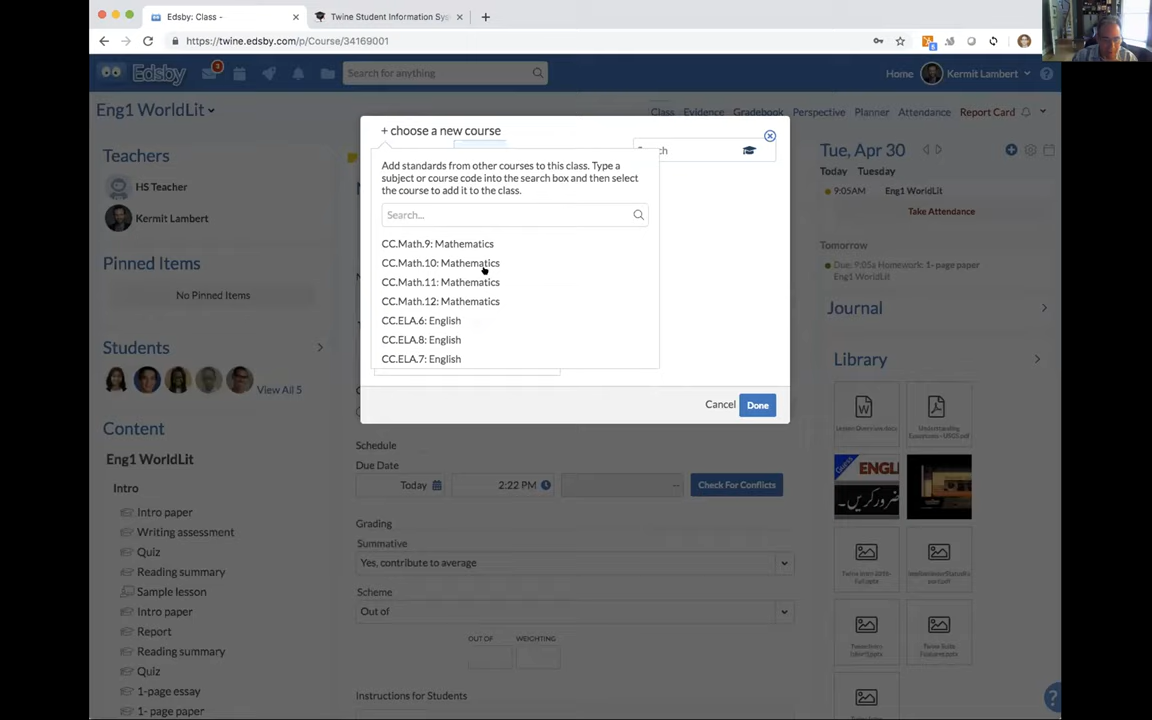 Edsby: Class -
Twine Student Information Sys
https://twine.edsby.com/p/Course/34169001
3
Edsby
Search for anything
Home
Kermit Lambert
Eng1 WorldLit
Class
Evidence
Gradebook
Perspective
Planner
Attendance
Report Card
+ choose a new course
Add standards from other courses to this class. Type a
subject or course code into the search box and then select
the course to add it to the class.
Search...
CC.Math.9: Mathematics
CC.Math.10: Mathematics
CC.Math.11: Mathematics
CC.Math.12: Mathematics
CC.ELA.6: English
CC.ELA.8: English
CC.ELA.7: English
Cancel
Done
Teachers
HS Teacher
Kermit Lambert
Pinned Items
No Pinned Items
Students
View All 5
Content
Eng1 WorldLit
Intro
Intro paper
Writing assessment
Quiz
Reading summary
Sample lesson
Intro paper
Report
Reading summary
Quiz
1-page essay
1- page paper
Schedule
Due Date
Today
2:22 PM
--
Check For Conflicts
Grading
Summative
Yes, contribute to average
Scheme
Out of
OUT OF
WEIGHTING
Instructions for Students
Tue, Apr 30
Today
Tuesday
9:05AM
Eng1 WorldLit
Take Attendance
Tomorrow
Due: 9:05a Homework: 1- page paper
Eng1 WorldLit
Journal
Library
Understanding
ENGL
ضرور کریں